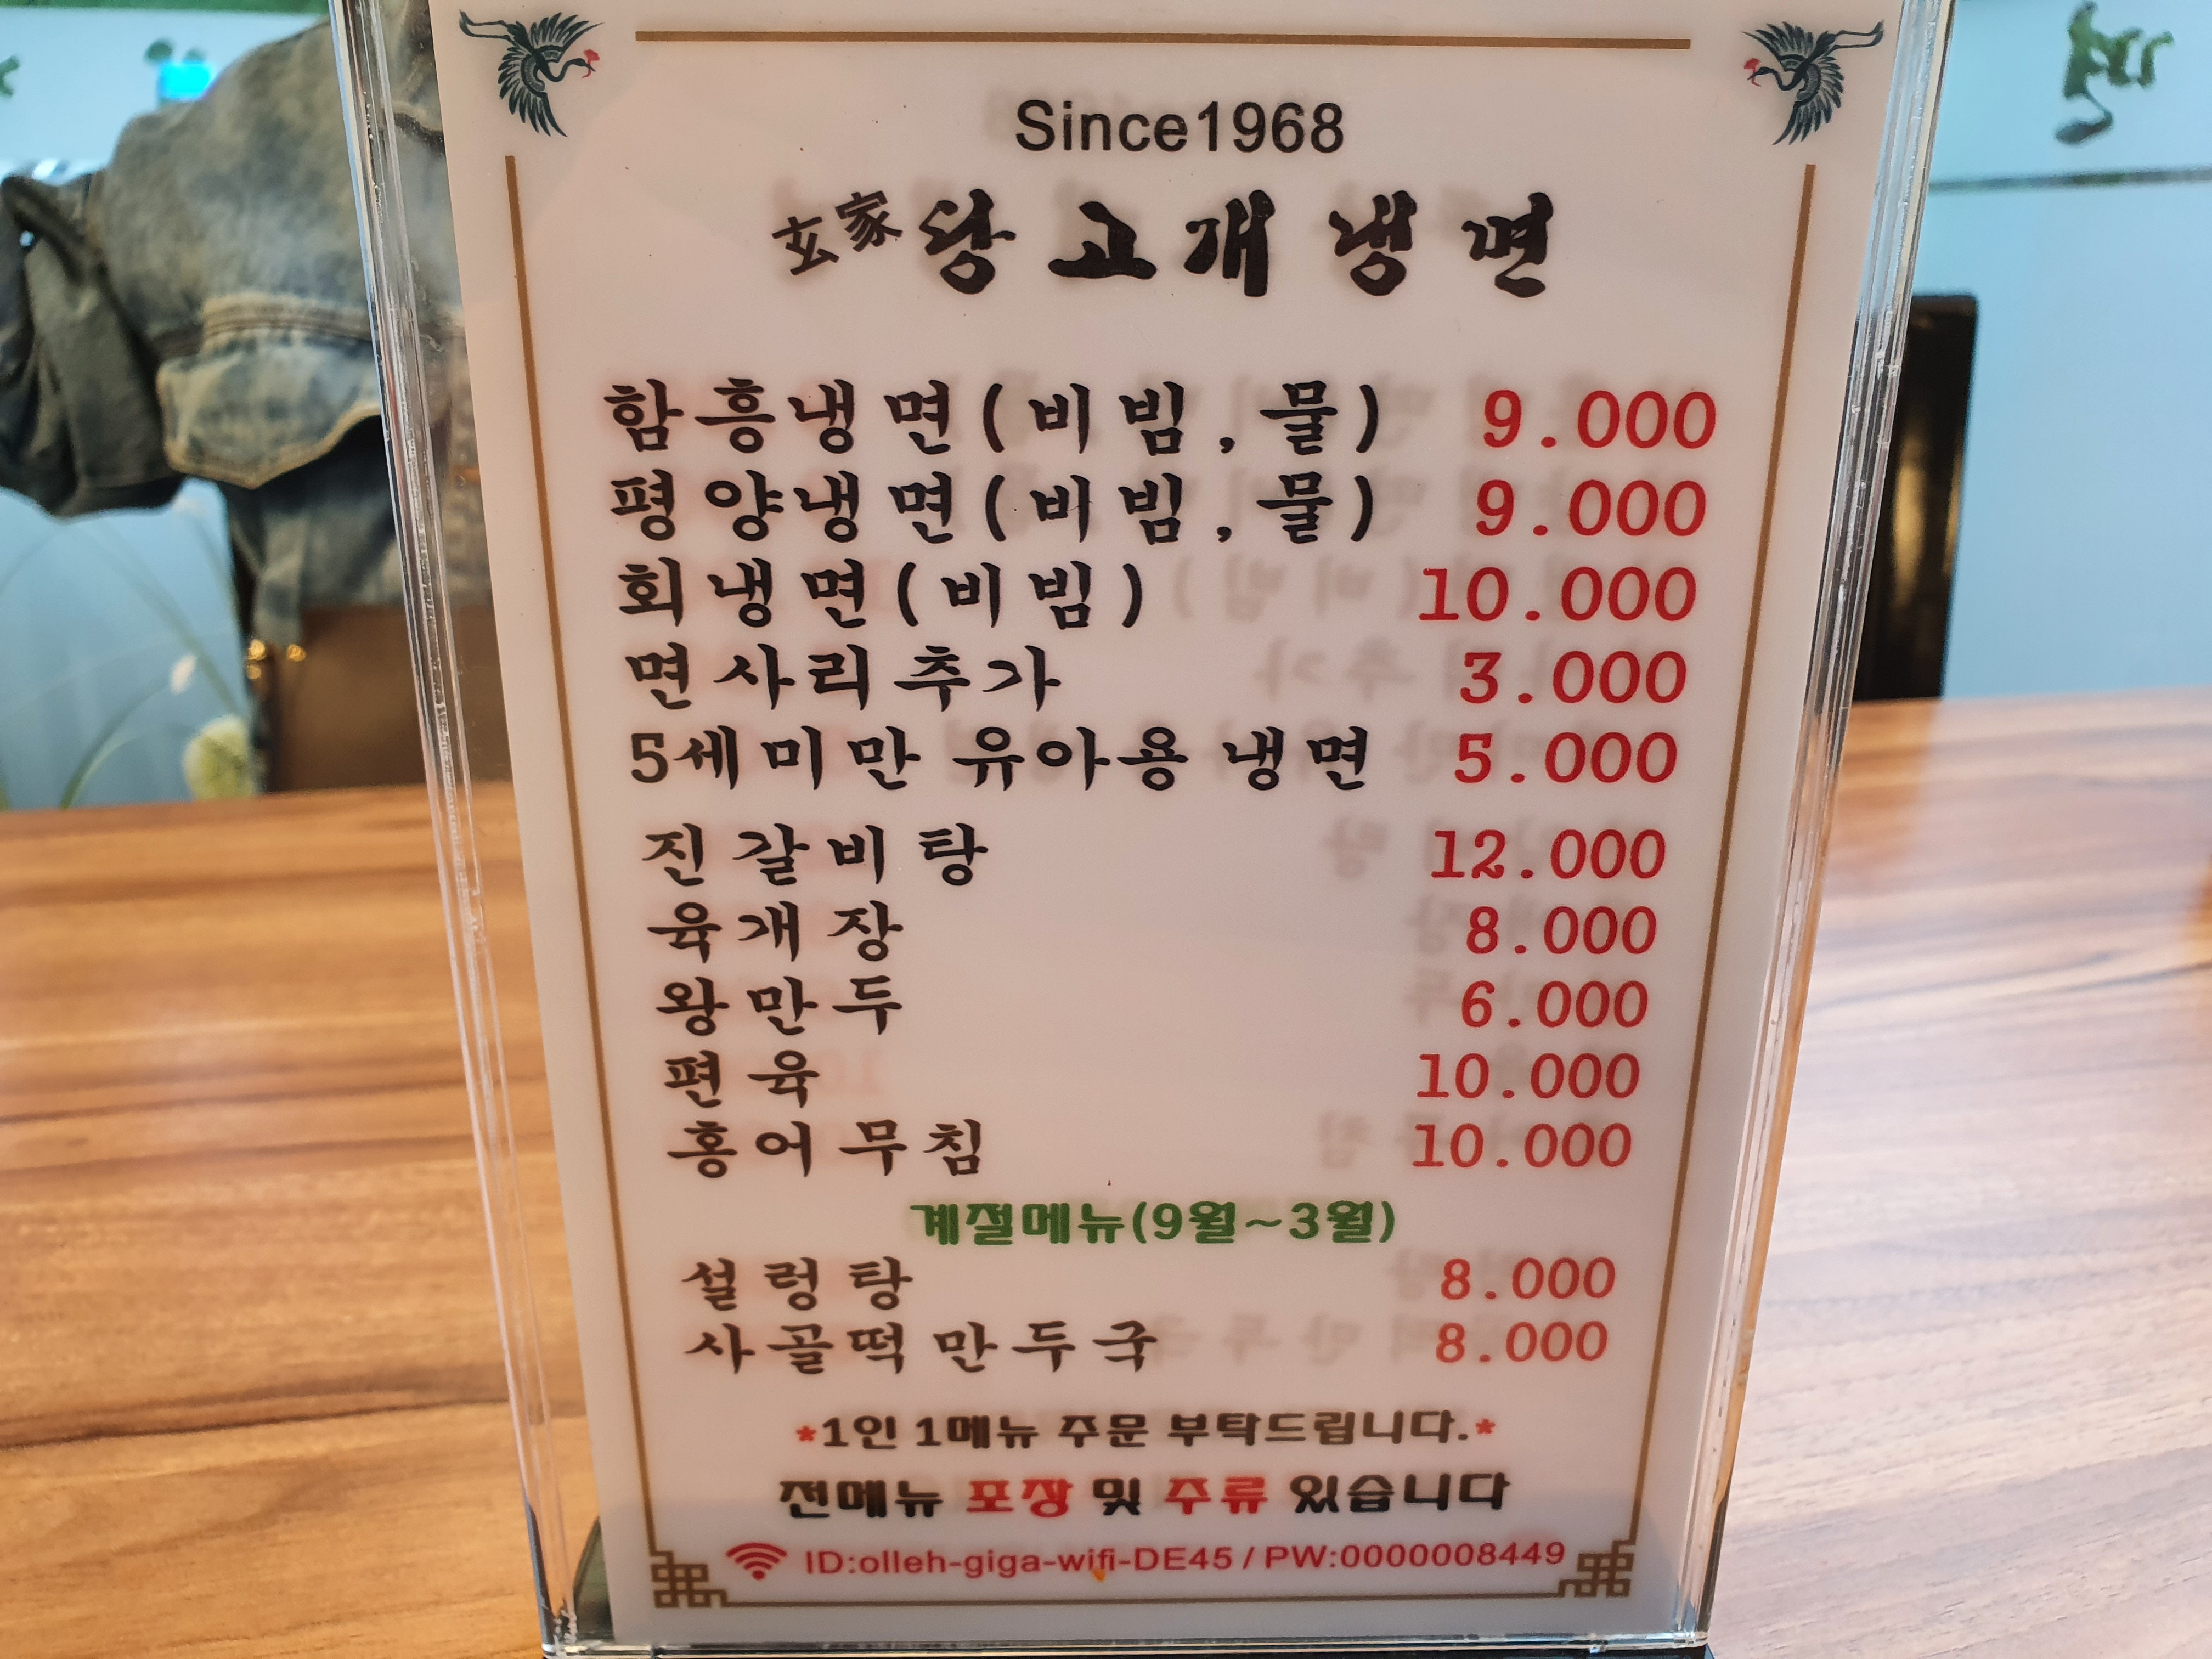 Since1968
玄家 당고개냉면
함흥냉면(비빔,물) 9.000
평양냉면(비빔,물) 9.000
회냉면(비빔) 10.000
면사리추가 3.000
5세미만 유아용 냉면 5.000
진갈비탕 12.000
육개장 8.000
왕만두 6.000
편육 10.000
홍어무침 10.000
계절메뉴(9월~3월)
설렁탕 8.000
사골떡만두국 8.000
*1인 1메뉴 주문 부탁드립니다.*
전메뉴 포장 및 주류 있습니다
ID:olleh-giga-wifi-DE45 / PW:0000008449